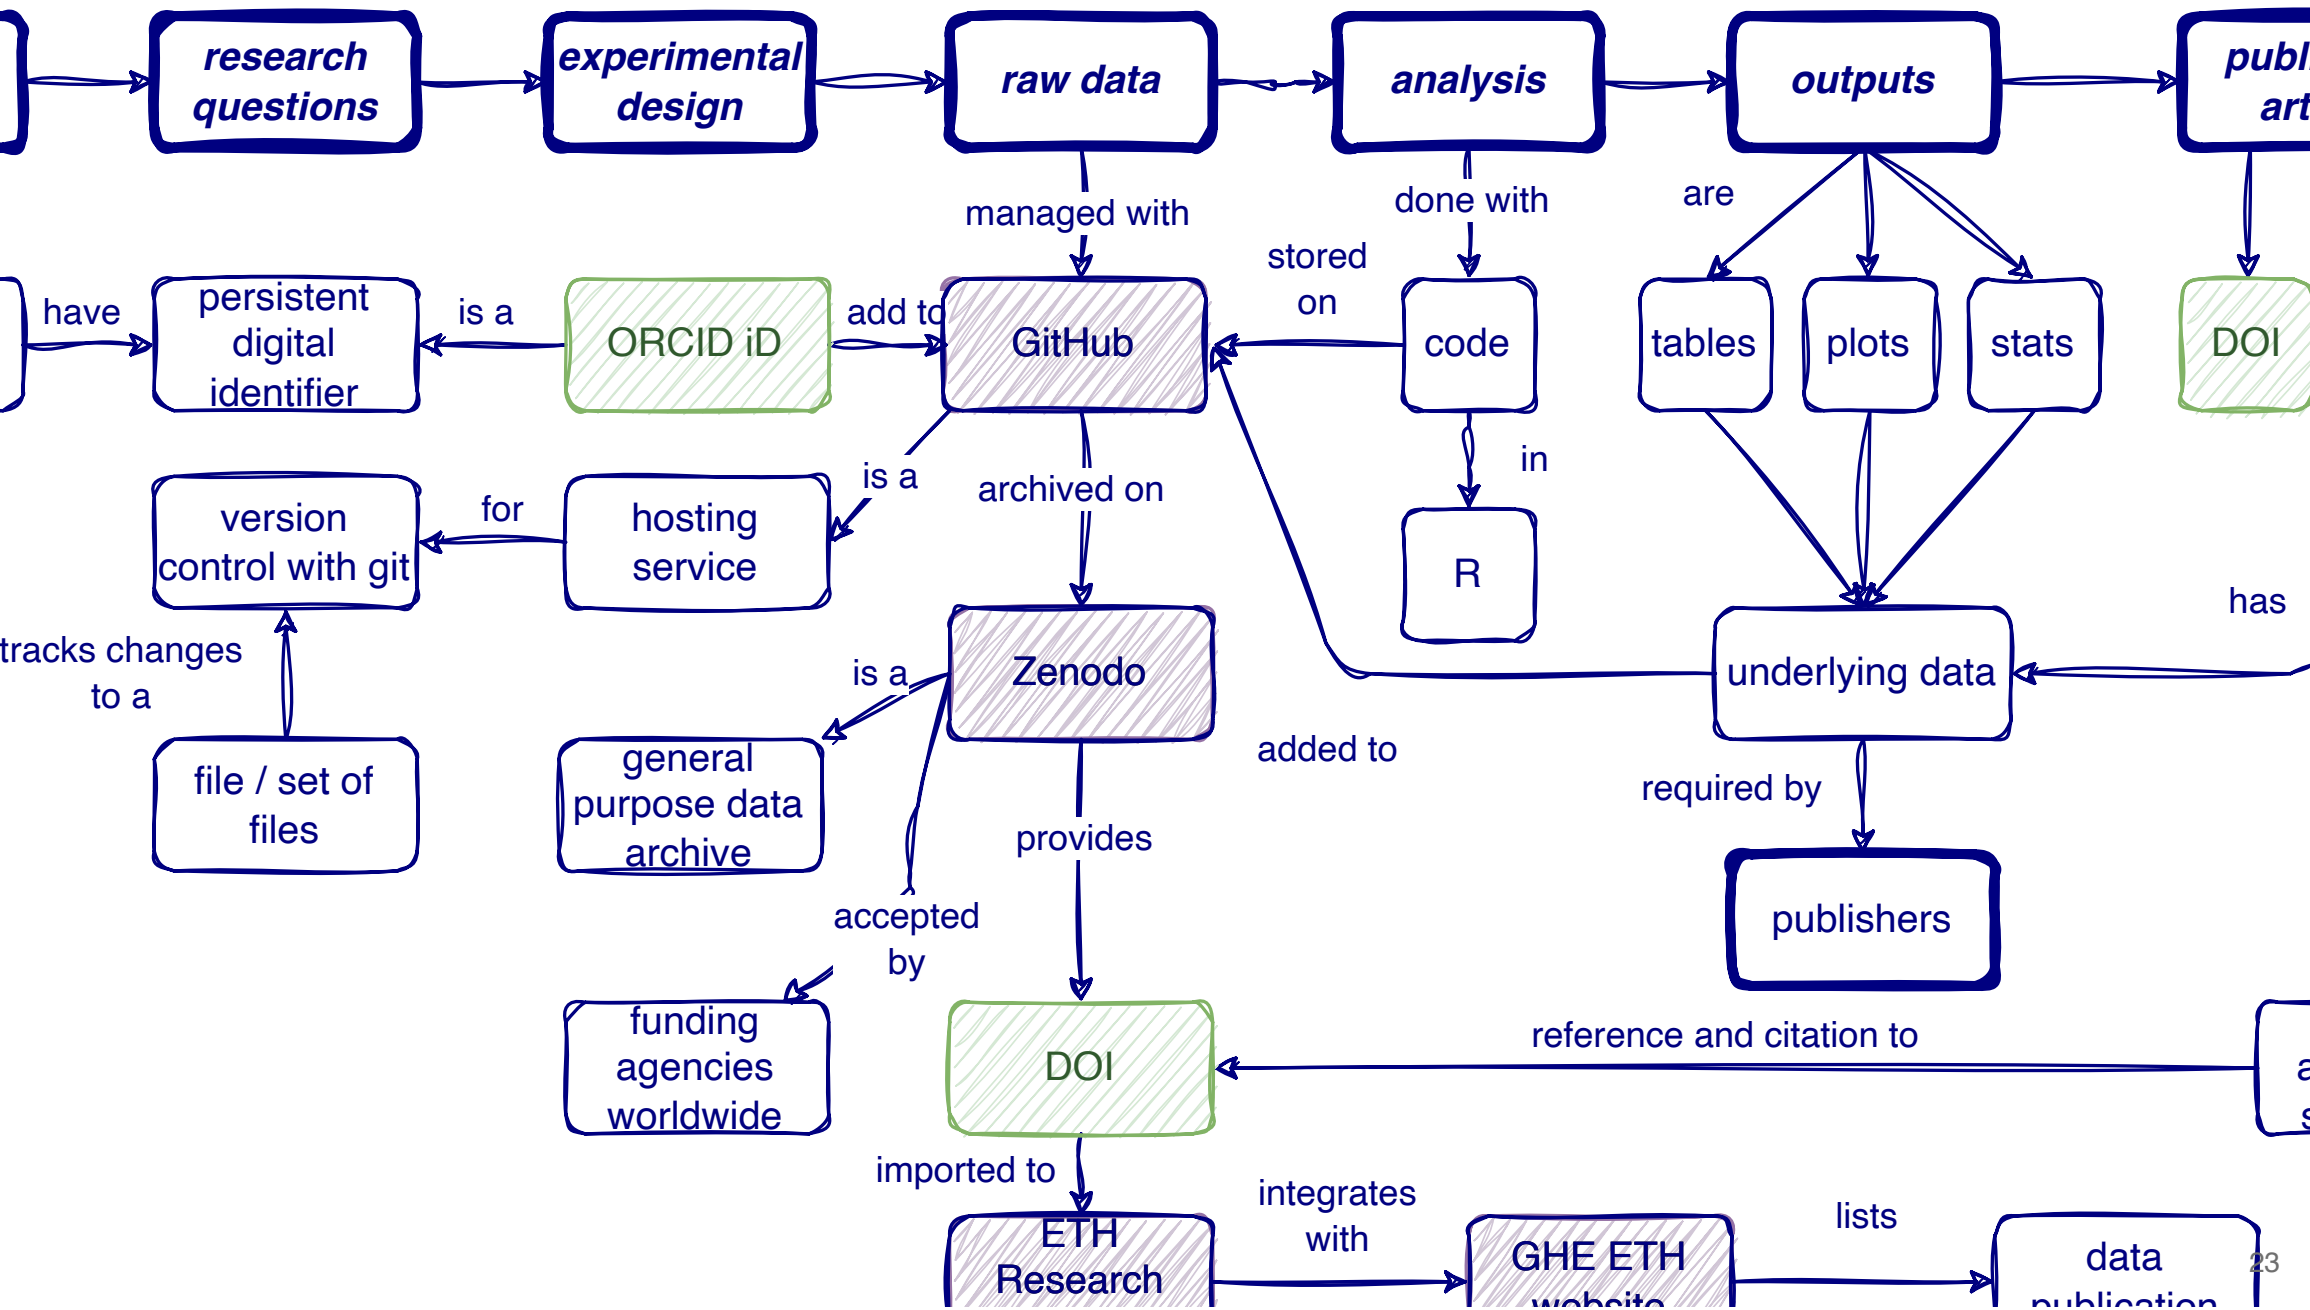 research
questions
experimental
design
raw data
analysis
outputs
publ
art
managed with
done with
are
stored
on
have
persistent
digital
identifier
is a
ORCID iD
add to
GitHub
code
tables
plots
stats
DOI
is a
archived on
in
version
control with git
for
hosting
service
R
has
tracks changes
to a
is a
Zenodo
underlying data
added to
file / set of
files
general
purpose data
archive
provides
required by
accepted
by
publishers
funding
agencies
worldwide
DOI
reference and citation to
imported to
integrates
with
lists
ETH
Research
GHE ETH
website
data
publication
23